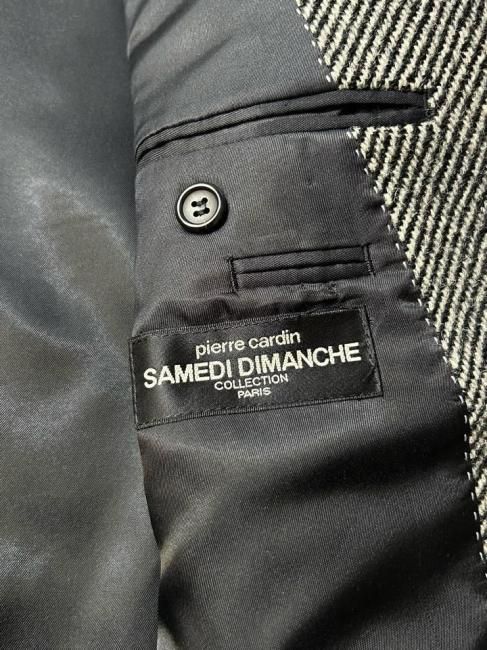 pierre cardin
SAMEDI DIMANCHE
COLLECTION
PARIS